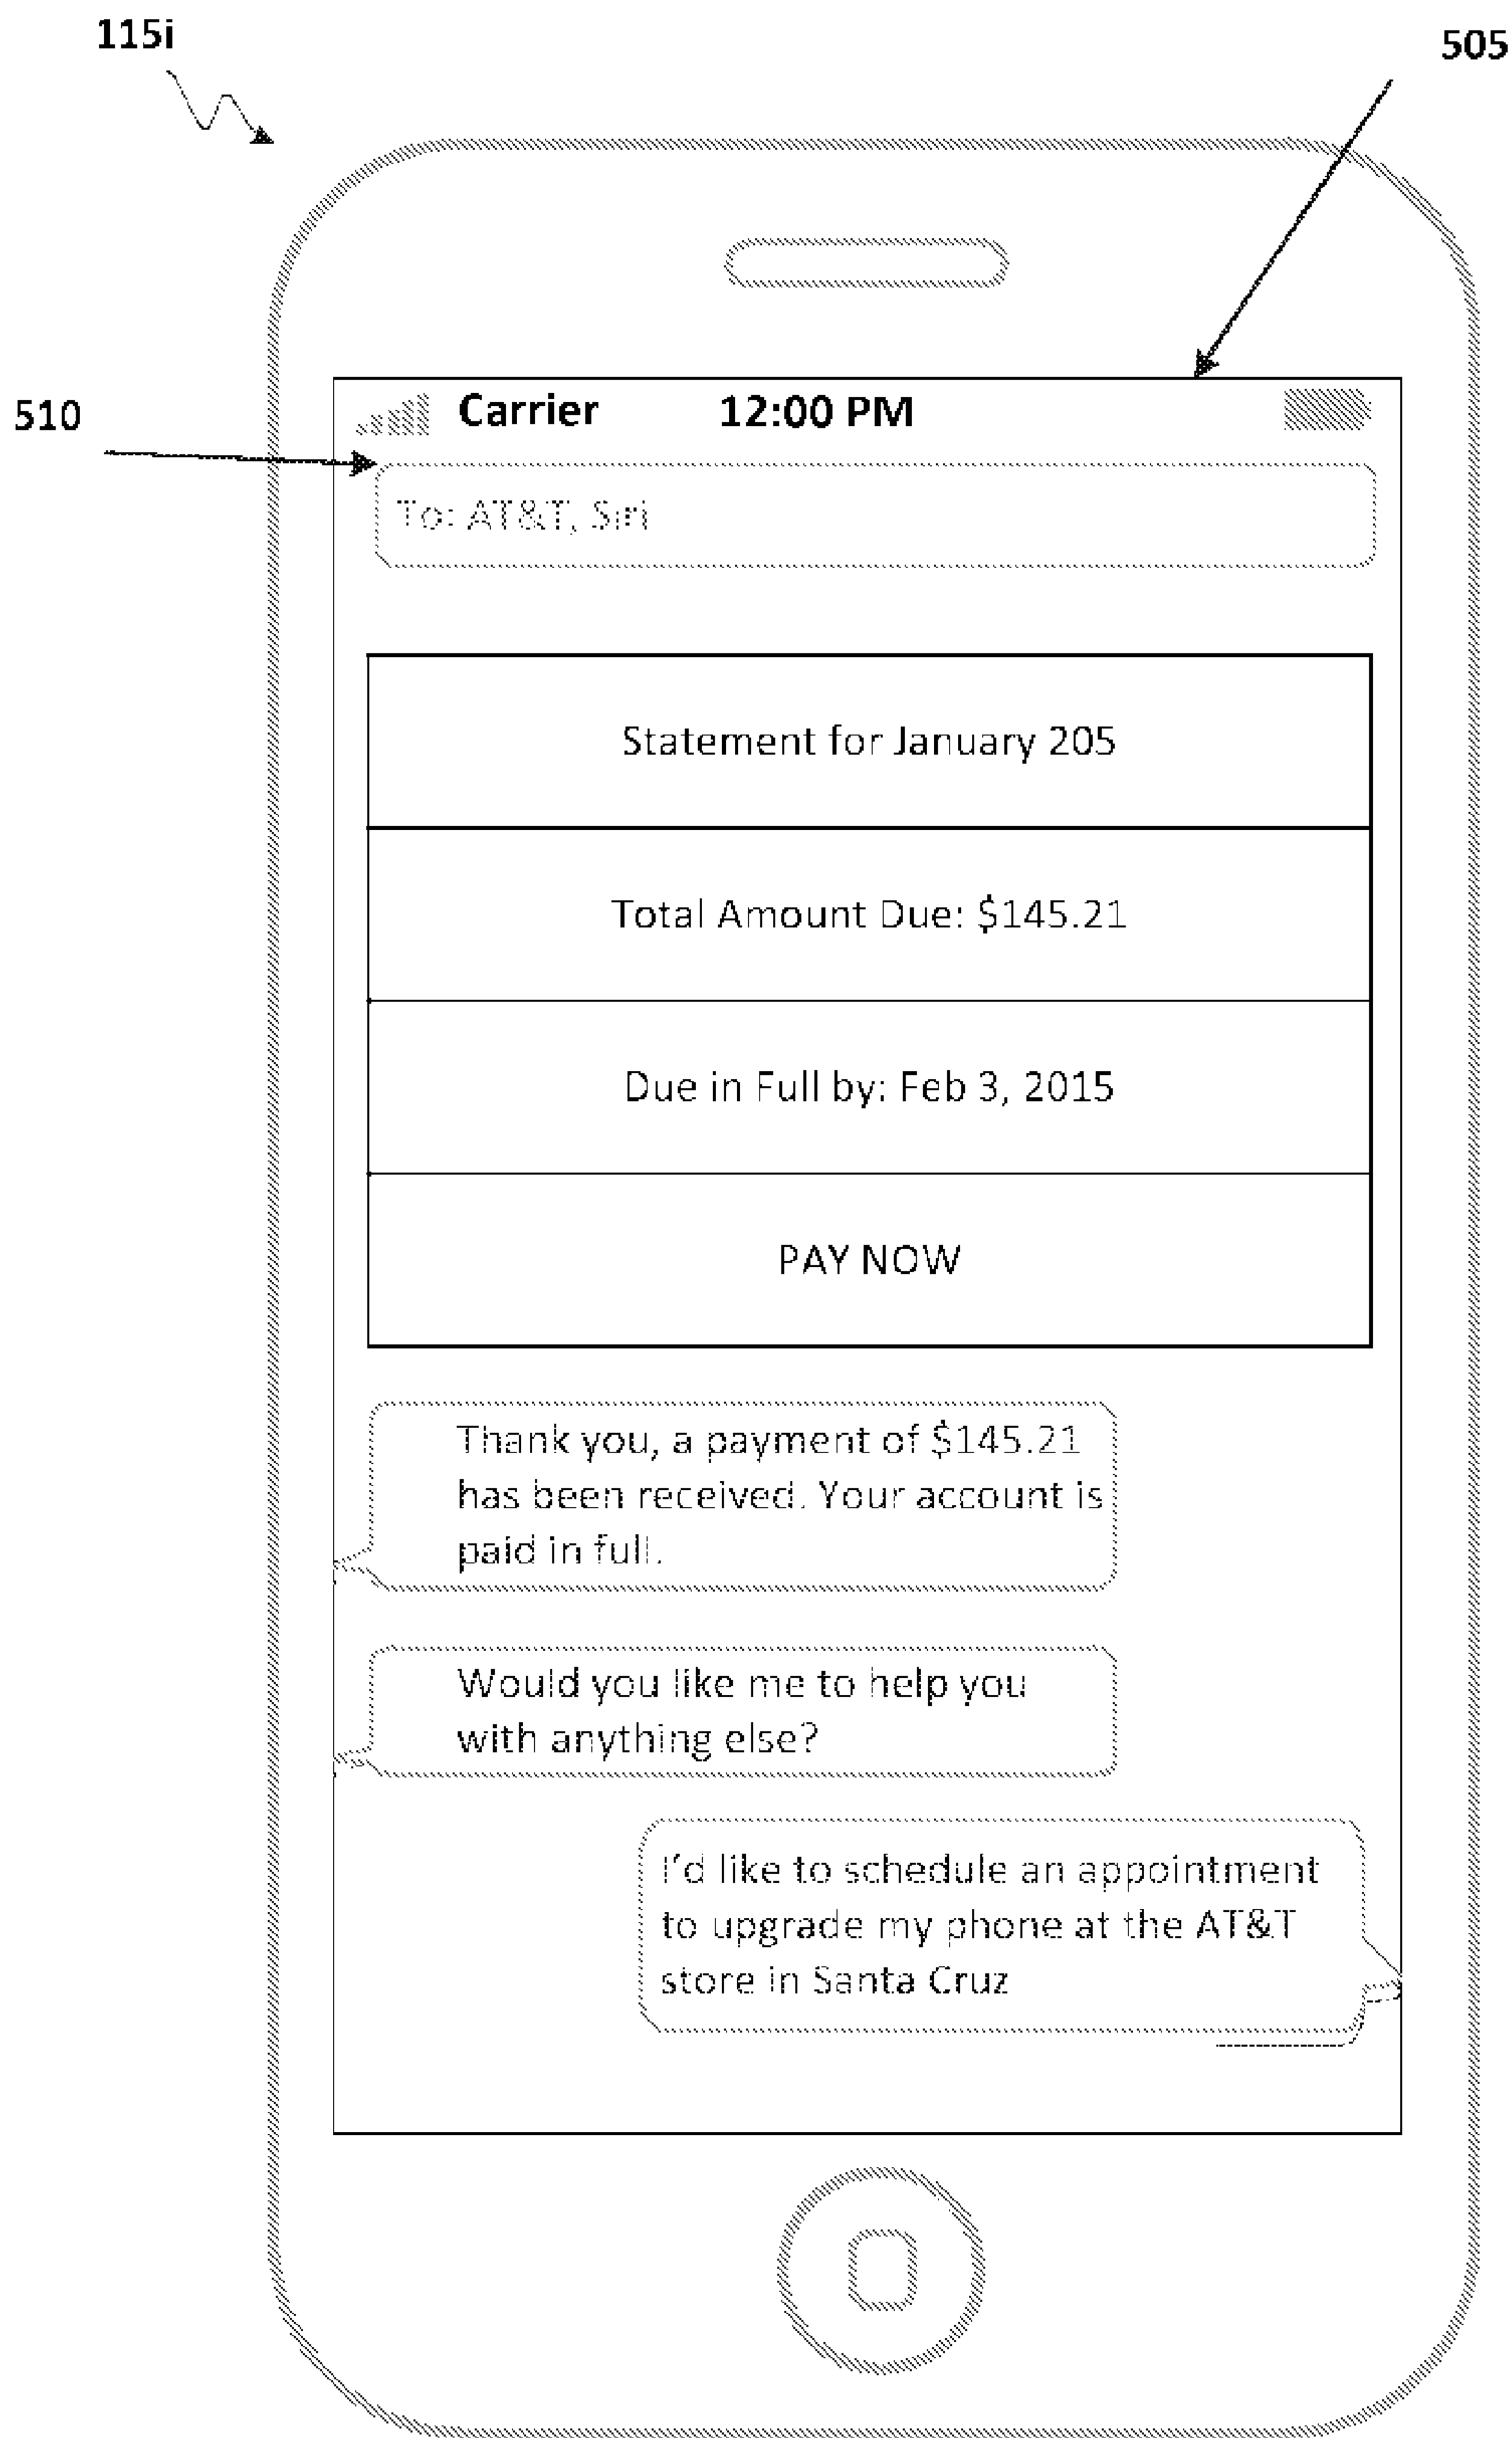 115i
505
510
Carrier 12:00 PM
To: AT&T, Siri
Statement for January 205
Total Amount Due: $145.21
Due in Full by: Feb 3, 2015
PAY NOW
Thank you, a payment of $145.21
has been received. Your account is
paid in full.
Would you like me to help you
with anything else?
I'd like to schedule an appointment
to upgrade my phone at the AT&T
store in Santa Cruz